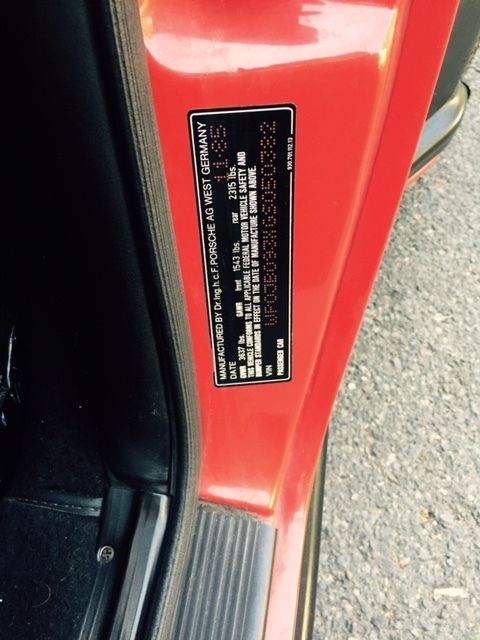 MANUFACTURED BY Dr.Ing.h.c.F.PORSCHE AG WEST GERMANY
DATE 11-85
GVWR 3637 lbs. GAWR front 1543 lbs. rear 2315 lbs.
THIS VEHICLE CONFORMS TO ALL APPLICABLE FEDERAL MOTOR VEHICLE SAFETY AND
BUMPER STANDARDS IN EFFECT ON THE DATE OF MANUFACTURE SHOWN ABOVE.
VIN WP0JB093XGS050382
PASSENGER CAR